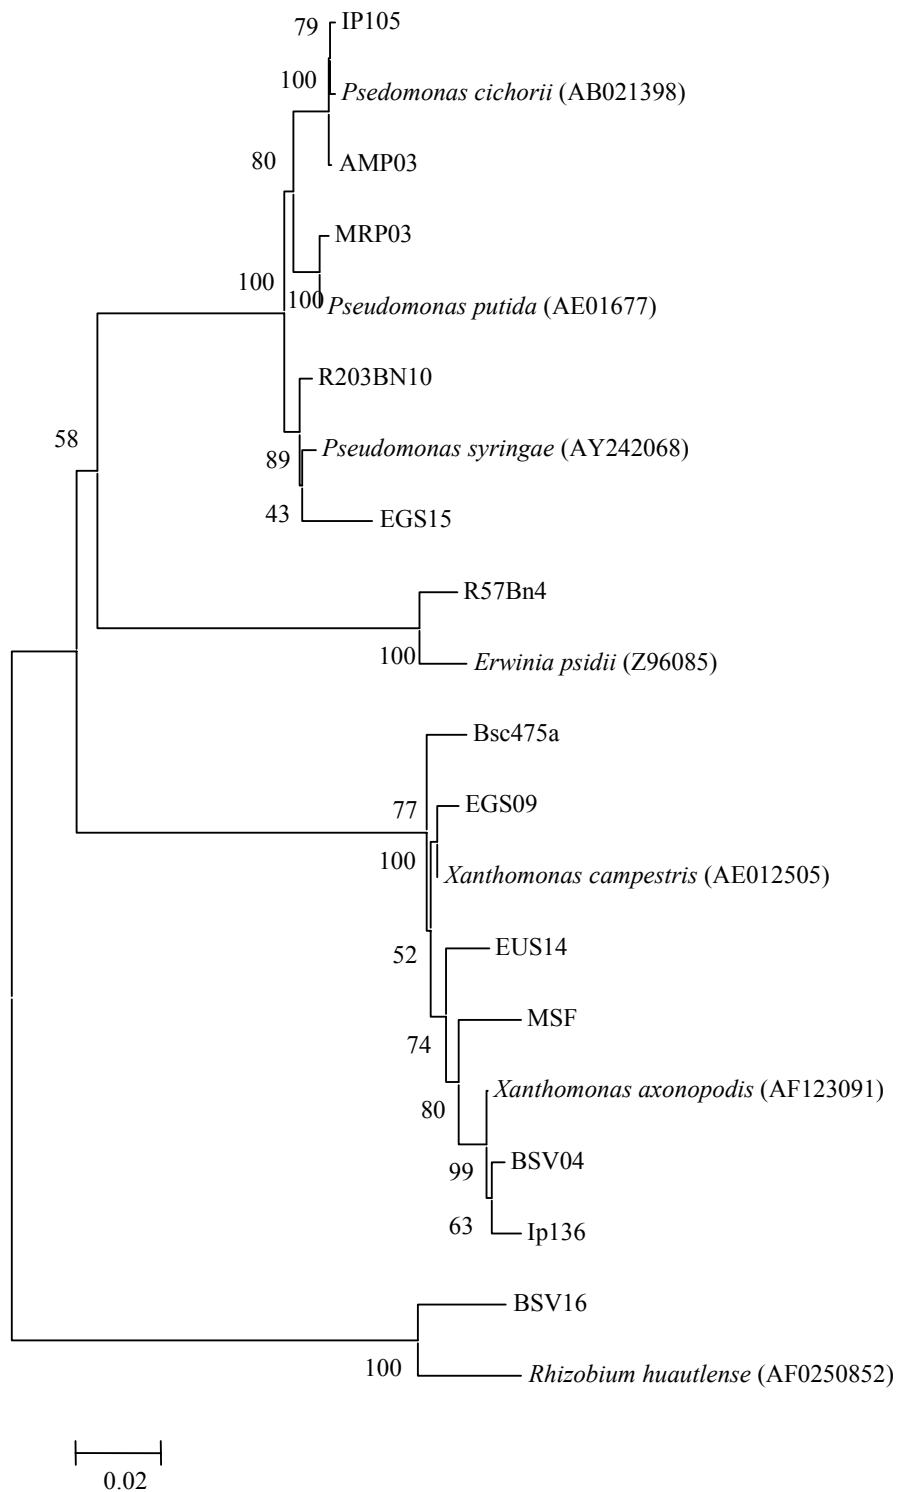 79
IP105
100
Psedomonas cichorii (AB021398)
80
AMP03
MRP03
100
100
Pseudomonas putida (AE01677)
R203BN10
58
89
Pseudomonas syringae (AY242068)
43
EGS15
R57Bn4
100
Erwinia psidii (Z96085)
Bsc475a
77
EGS09
100
Xanthomonas campestris (AE012505)
52
EUS14
MSF
74
Xanthomonas axonopodis (AF123091)
80
BSV04
99
63
Ip136
BSV16
100
Rhizobium huautlense (AF0250852)
0.02